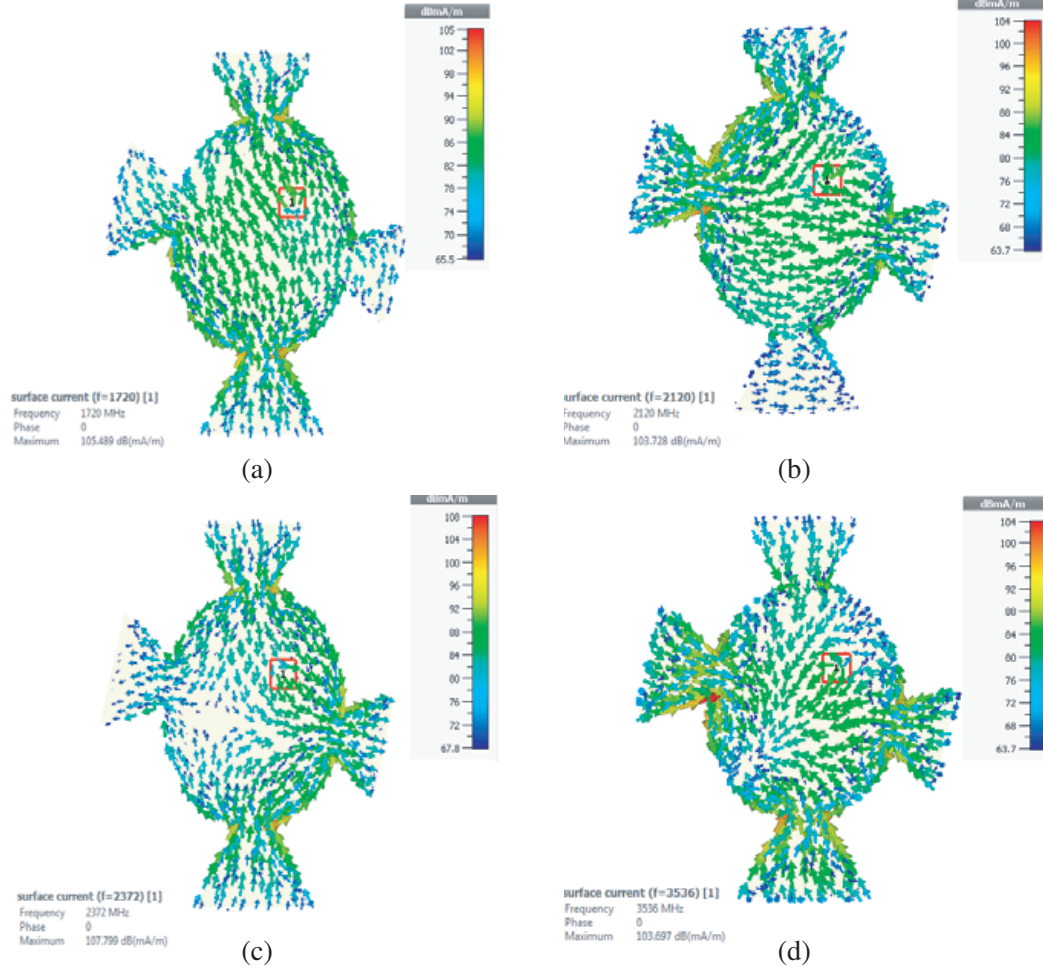 dBmA/m
105
102
98
94
90
86
82
78
74
70
65.5
1
surface current (f=1720) [1]
Frequency 1720 MHz
Phase 0
Maximum 105.489 dB(mA/m)
(a)
dBmA/m
104
100
96
92
88
84
80
76
72
68
63.7
surface current (f=2120) [1]
Frequency 2120 MHz
Phase 0
Maximum 103.728 dB(mA/m)
(b)
dBmA/m
108
104
100
96
92
88
84
80
76
72
67.8
surface current (f=2372) [1]
Frequency 2372 MHz
Phase 0
Maximum 107.799 dB(mA/m)
(c)
dBmA/m
104
100
96
92
88
84
80
76
72
68
63.7
surface current (f=3536) [1]
Frequency 3536 MHz
Phase 0
Maximum 103.697 dB(mA/m)
(d)